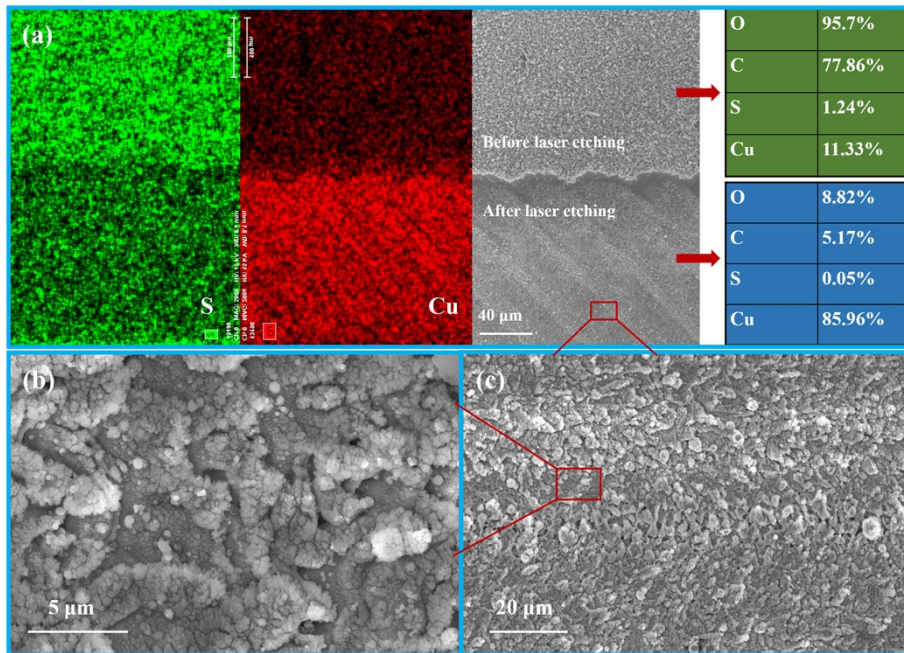 (a)
S
Cu
Before laser etching
After laser etching
40 µm
O 95.7%
C 77.86%
S 1.24%
Cu 11.33%
O 8.82%
C 5.17%
S 0.05%
Cu 85.96%
(b)
5 µm
(c)
20 µm